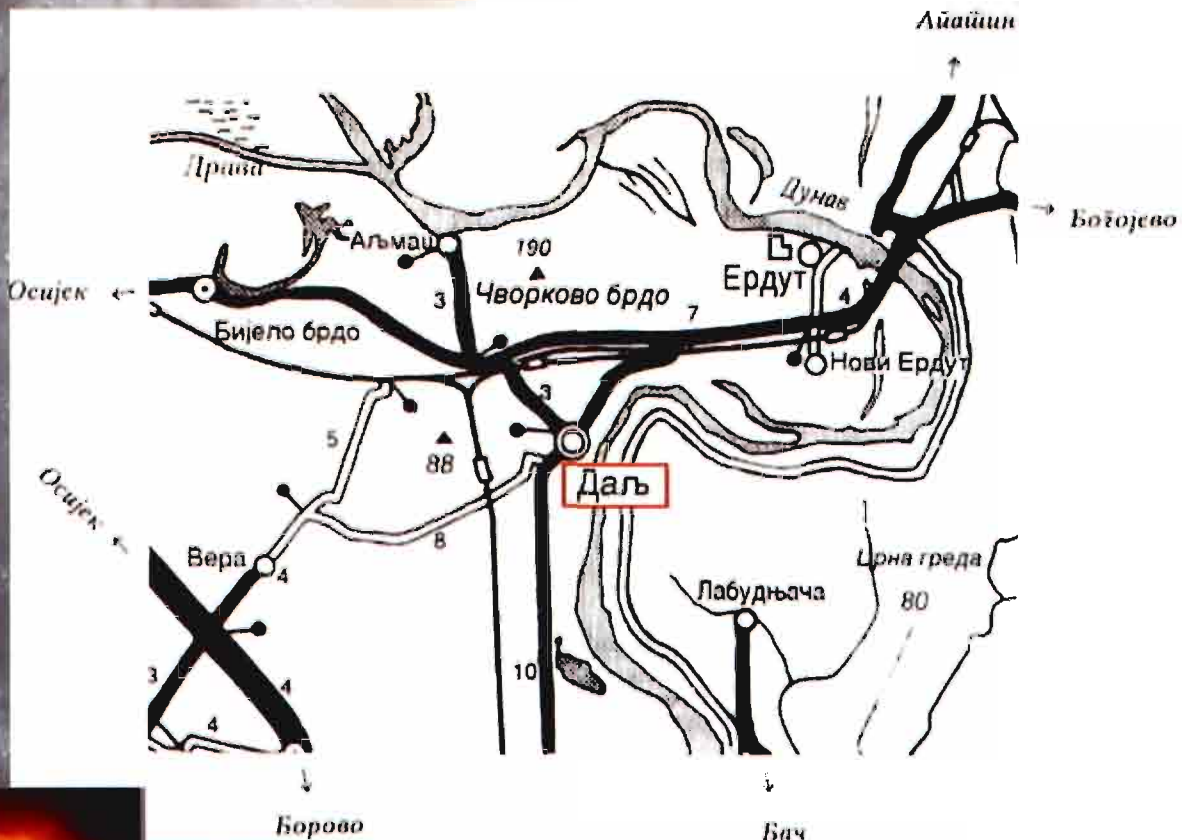 Апатин
Драва
Дунав
Богојево
Аљмаш
190
Ердут
Осијек
3
Чворково брдо
4
7
Бијело брдо
Нови Ердут
3
5
88
Даљ
Осијек
8
Вера
4
Црна греда
Лабудњача
80
10
3
4
4
Борово
Бач